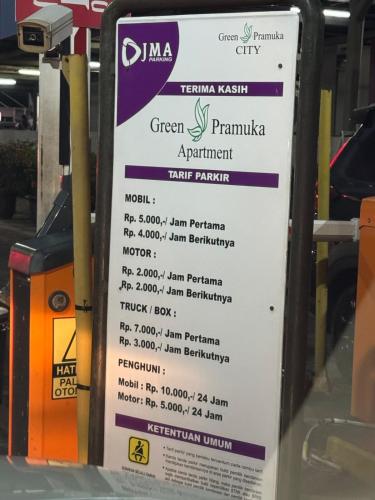 JMA
PARKING
Green Pramuka
CITY
TERIMA KASIH
Green Pramuka
Apartment
TARIF PARKIR
MOBIL :
Rp. 5.000,-/ Jam Pertama
Rp. 4.000,-/ Jam Berikutnya
MOTOR :
Rp. 2.000,-/ Jam Pertama
Rp. 2.000,-/ Jam Berikutnya
TRUCK / BOX :
Rp. 7.000,-/ Jam Pertama
Rp. 3.000,-/ Jam Berikutnya
PENGHUNI :
Mobil : Rp. 10.000,-/ 24 Jam
Motor: Rp. 5.000,-/ 24 Jam
KETENTUAN UMUM
HATI
PAL
OTO